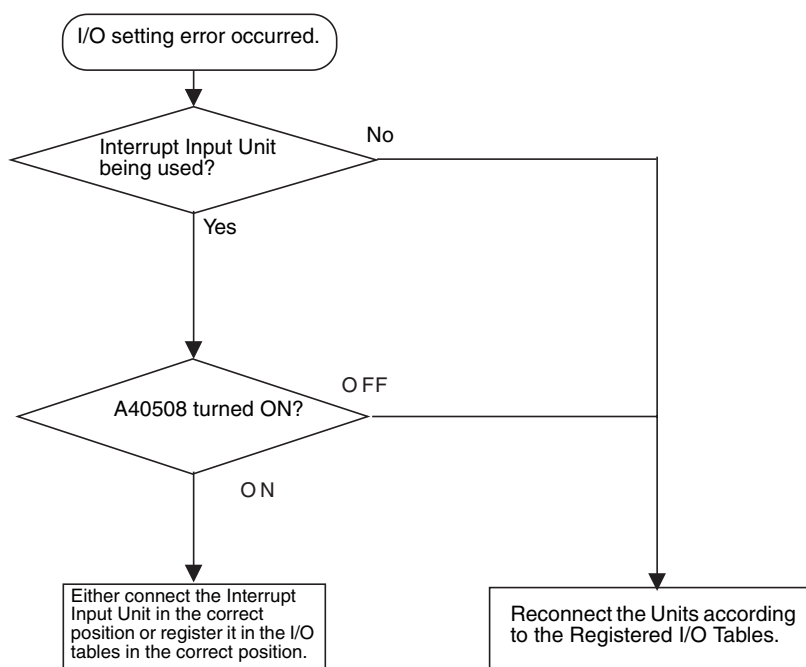 I/O setting error occurred.
Interrupt Input Unit
being used?
No
Yes
A40508 turned ON?
OFF
ON
Either connect the Interrupt
Input Unit in the correct
position or register it in the I/O
tables in the correct position.
Reconnect the Units according
to the Registered I/O Tables.